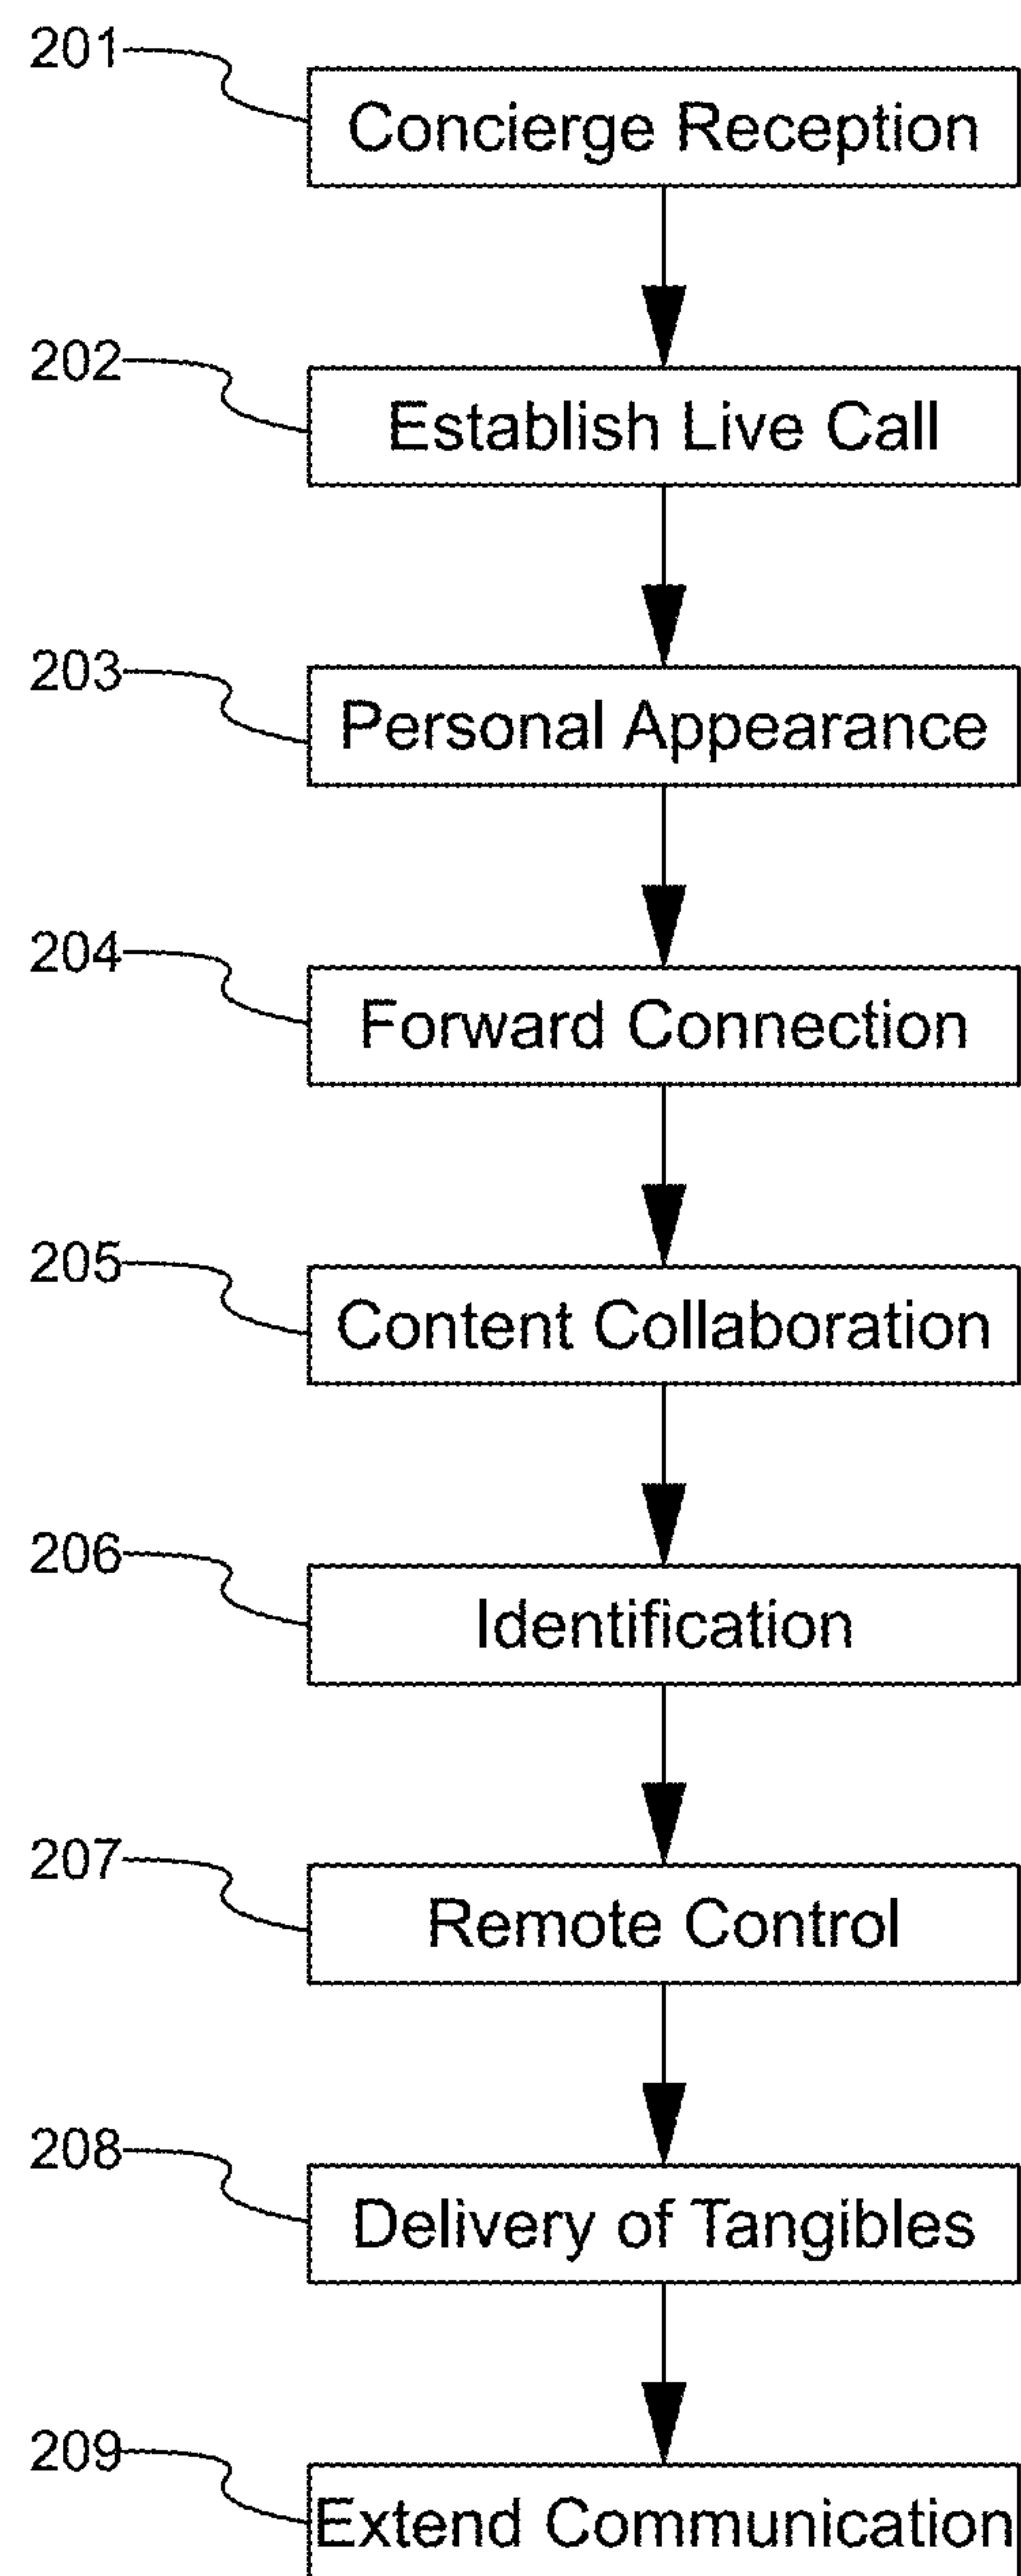 201
Concierge Reception
202
Establish Live Call
203
Personal Appearance
204
Forward Connection
205
Content Collaboration
206
Identification
207
Remote Control
208
Delivery of Tangibles
209
Extend Communication